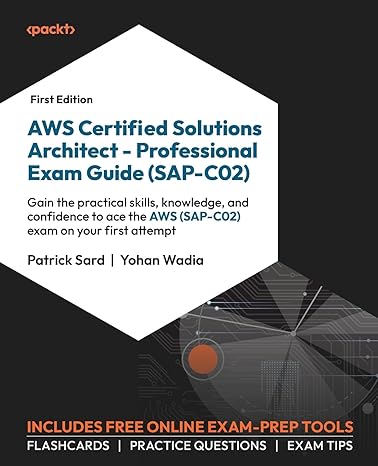 <packt>
First Edition
AWS Certified Solutions
Architect - Professional
Exam Guide (SAP-C02)
Gain the practical skills, knowledge, and
confidence to ace the AWS (SAP-C02)
exam on your first attempt
Patrick Sard | Yohan Wadia
INCLUDES FREE ONLINE EXAM-PREP TOOLS
FLASHCARDS | PRACTICE QUESTIONS | EXAM TIPS